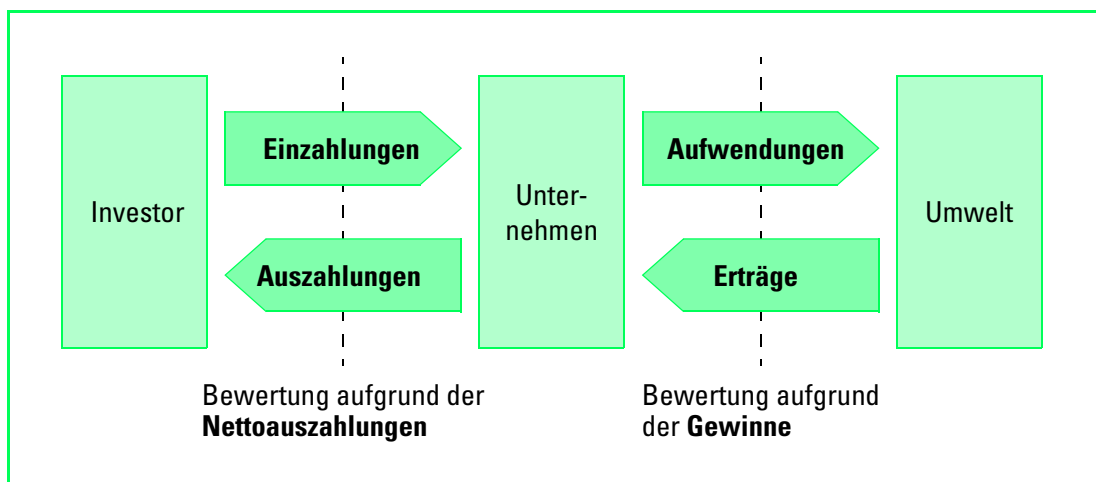 Investor
Einzahlungen
Auszahlungen
Unter-
nehmen
Aufwendungen
Erträge
Umwelt
Bewertung aufgrund der
Nettoauszahlungen
Bewertung aufgrund
der Gewinne